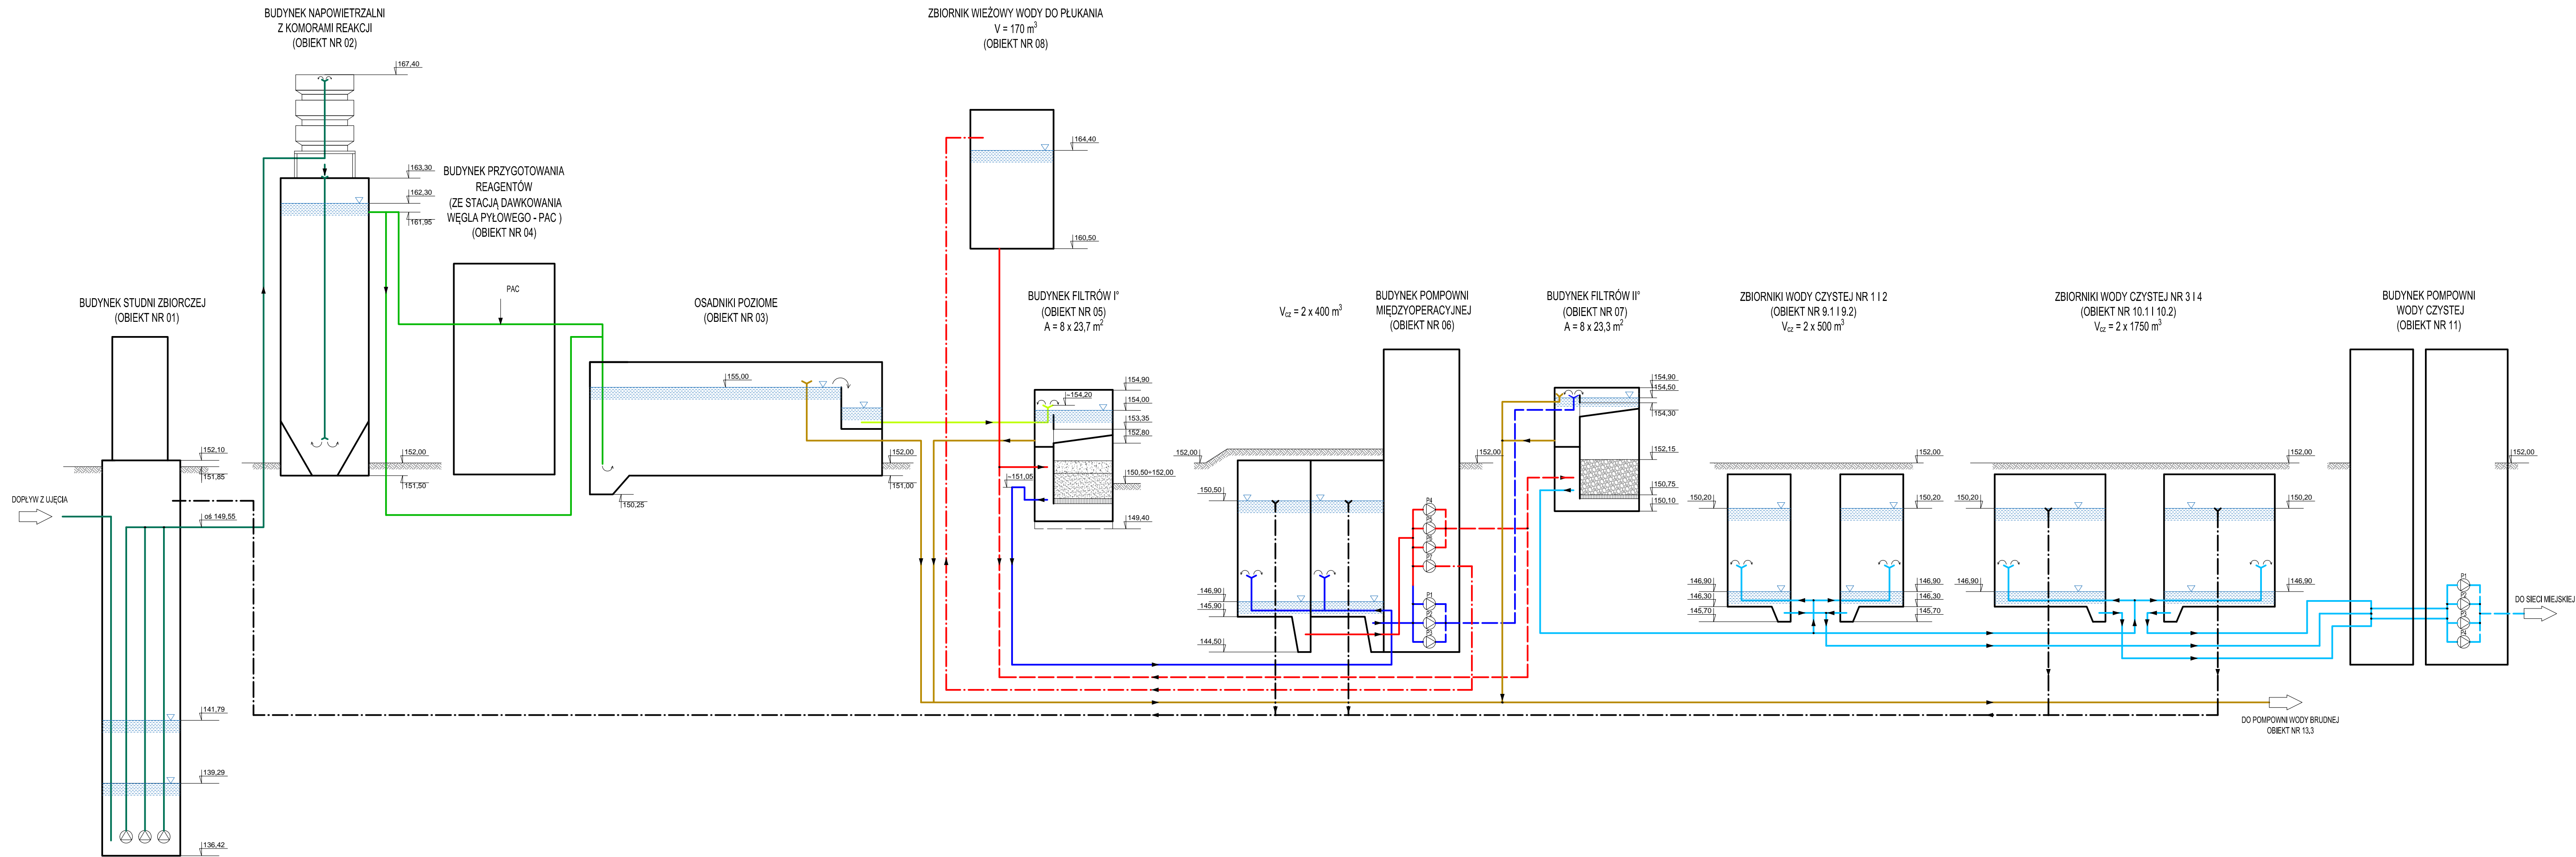 BUDYNEK NAPOWIETRZALNI
Z KOMORAMI REAKCJI
(OBIEKT NR 02)
167,40
163,30
162,30
161,95
152,00
151,50
BUDYNEK PRZYGOTOWANIA
REAGENTÓW
(ZE STACJĄ DAWKOWANIA
WĘGLA PYŁOWEGO - PAC )
(OBIEKT NR 04)
PAC
BUDYNEK STUDNI ZBIORCZEJ
(OBIEKT NR 01)
152,10
151,85
DOPŁYW Z UJĘCIA
oś 149,55
141,79
139,29
136,42
OSADNIKI POZIOME
(OBIEKT NR 03)
155,00
152,00
151,00
150,25
ZBIORNIK WIEŻOWY WODY DO PŁUKANIA
V = 170 m³
(OBIEKT NR 08)
164,40
160,50
BUDYNEK FILTRÓW I°
(OBIEKT NR 05)
A = 8 x 23,7 m²
154,90
~154,20
154,00
153,35
152,80
150,50÷152,00
~151,05
149,40
Vcz = 2 x 400 m³
152,00
150,50
146,90
145,90
144,50
BUDYNEK POMPOWNI
MIĘDZYOPERACYJNEJ
(OBIEKT NR 06)
152,00
P4
P1
BUDYNEK FILTRÓW II°
(OBIEKT NR 07)
A = 8 x 23,3 m²
154,90
154,50
154,30
152,15
150,75
150,10
ZBIORNIKI WODY CZYSTEJ NR 1 I 2
(OBIEKT NR 9.1 I 9.2)
Vcz = 2 x 500 m³
152,00
150,20
150,20
146,90
146,30
145,70
146,90
146,30
145,70
ZBIORNIKI WODY CZYSTEJ NR 3 I 4
(OBIEKT NR 10.1 I 10.2)
Vcz = 2 x 1750 m³
152,00
150,20
150,20
146,90
146,90
BUDYNEK POMPOWNI
WODY CZYSTEJ
(OBIEKT NR 11)
152,00
P1
DO SIECI MIEJSKIEJ
DO POMPOWNI WODY BRUDNEJ
OBIEKT NR 13.3